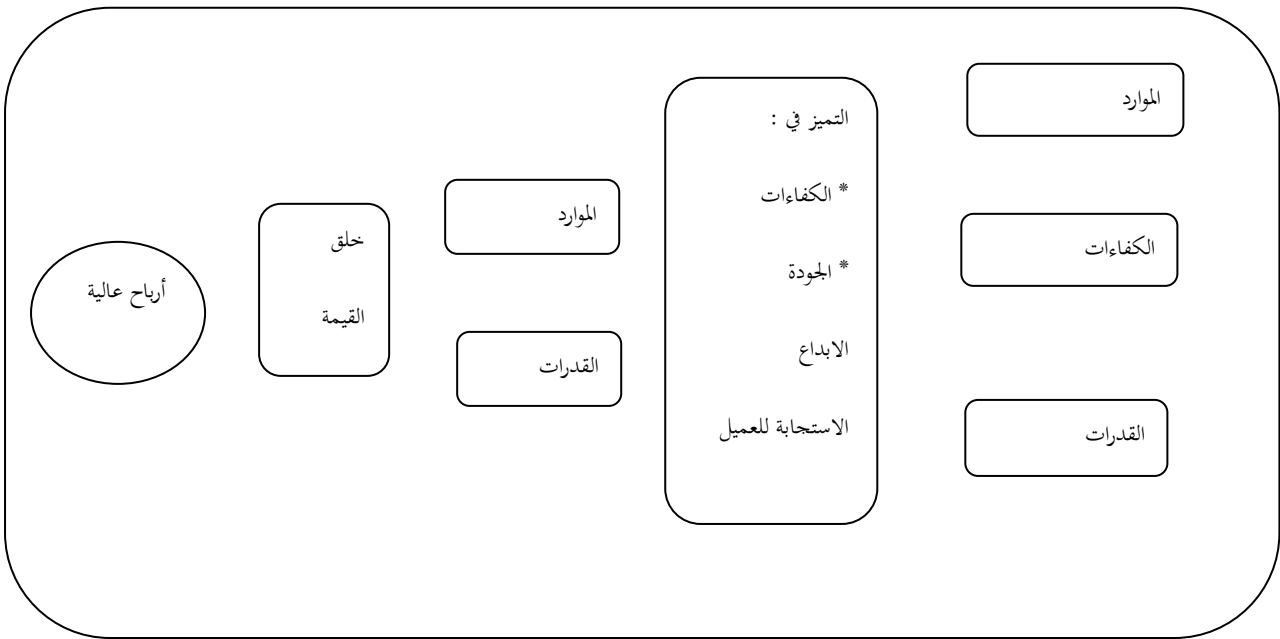 الموارد
الكفاءات
القدرات
التميز في :
* الكفاءات
* الجودة
الابداع
الاستجابة للعميل
الموارد
القدرات
خلق
القيمة
أرباح عالية